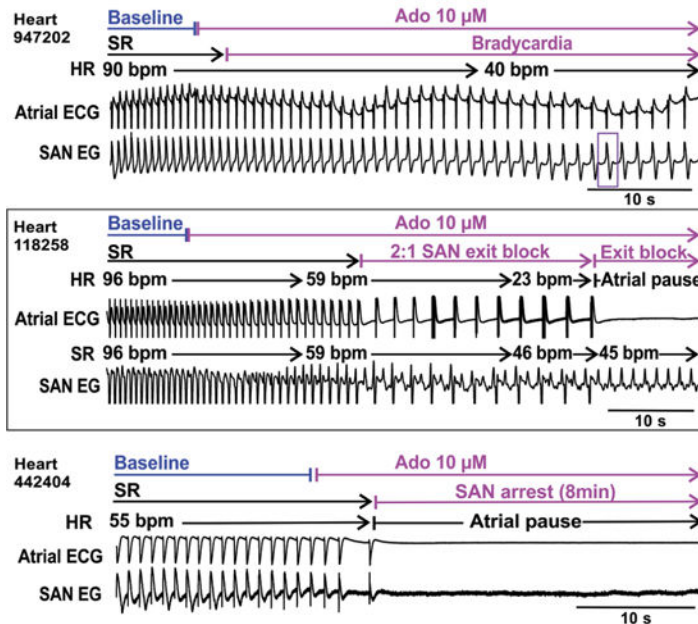 Heart
947202
Baseline
Ado 10 µM
SR
Bradycardia
HR 90 bpm 40 bpm
Atrial ECG
SAN EG
10 s
Heart
118258
Baseline
Ado 10 µM
SR
2:1 SAN exit block Exit block
HR 96 bpm 59 bpm 23 bpm Atrial pause
Atrial ECG
SR 96 bpm 59 bpm 46 bpm 45 bpm
SAN EG
10 s
Heart
442404
Baseline
Ado 10 µM
SR
SAN arrest (8min)
HR 55 bpm Atrial pause
Atrial ECG
SAN EG
10 s